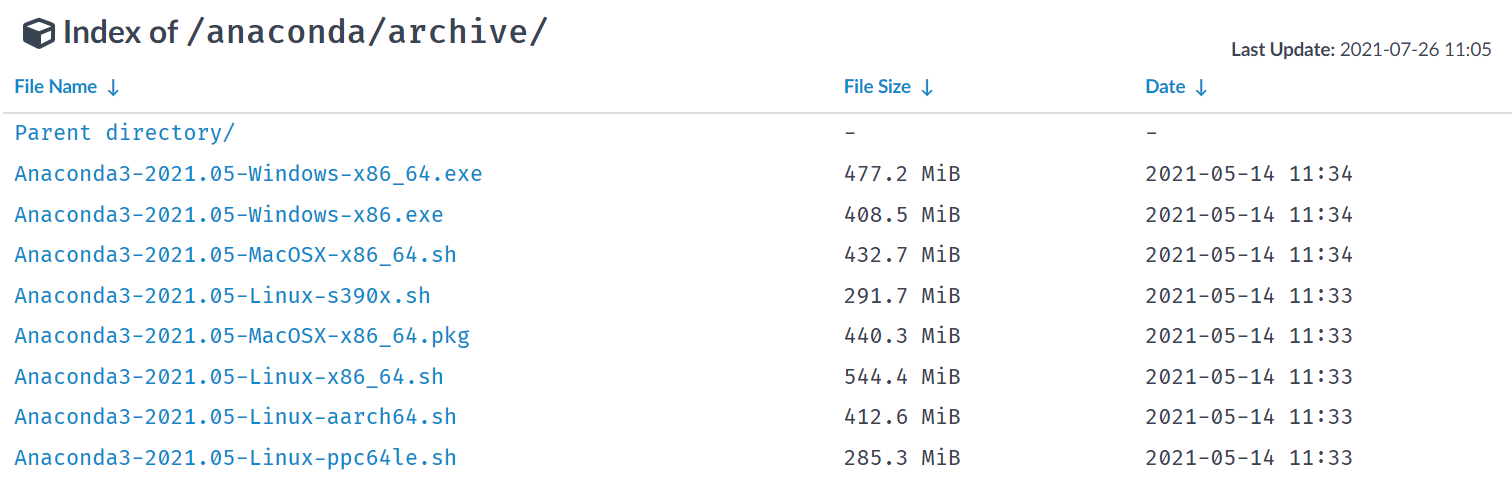 Index of /anaconda/archive/
Last Update: 2021-07-26 11:05
File Name ↓ File Size ↓ Date ↓
Parent directory/ - -
Anaconda3-2021.05-Windows-x86_64.exe 477.2 MiB 2021-05-14 11:34
Anaconda3-2021.05-Windows-x86.exe 408.5 MiB 2021-05-14 11:34
Anaconda3-2021.05-MacOSX-x86_64.sh 432.7 MiB 2021-05-14 11:34
Anaconda3-2021.05-Linux-s390x.sh 291.7 MiB 2021-05-14 11:33
Anaconda3-2021.05-MacOSX-x86_64.pkg 440.3 MiB 2021-05-14 11:33
Anaconda3-2021.05-Linux-x86_64.sh 544.4 MiB 2021-05-14 11:33
Anaconda3-2021.05-Linux-aarch64.sh 412.6 MiB 2021-05-14 11:33
Anaconda3-2021.05-Linux-ppc64le.sh 285.3 MiB 2021-05-14 11:33